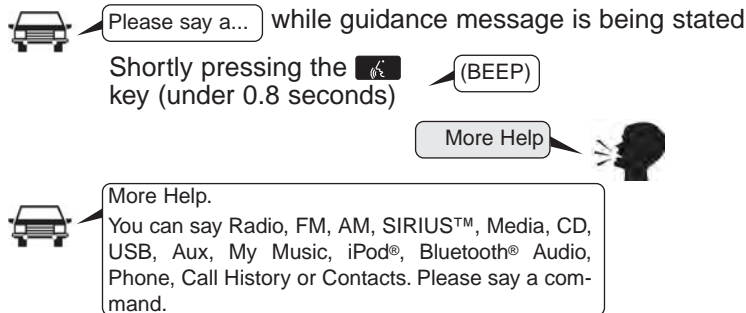 Please say a... while guidance message is being stated
Shortly pressing the
key (under 0.8 seconds)
(BEEP)
More Help
More Help.
You can say Radio, FM, AM, SIRIUS™, Media, CD,
USB, Aux, My Music, iPod®, Bluetooth® Audio,
Phone, Call History or Contacts. Please say a com-
mand.